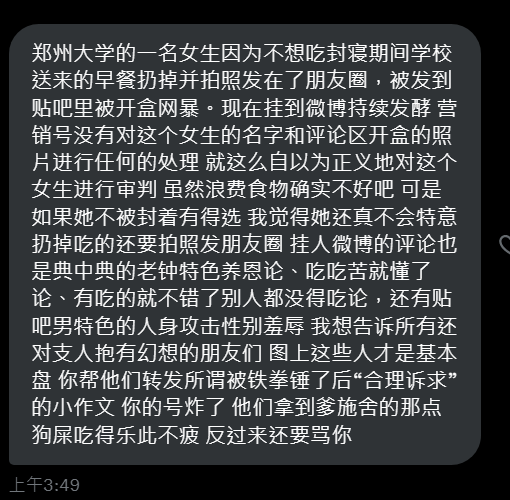 郑州大学的一名女生因为不想吃封寝期间学校
送来的早餐扔掉并拍照发在了朋友圈，被发到
贴吧里被开盒网暴。现在挂到微博持续发酵 营
销号没有对这个女生的名字和评论区开盒的照
片进行任何的处理 就这么自以为正义地对这个
女生进行审判 虽然浪费食物确实不好吧 可是
如果她不被封着有得选 我觉得她还真不会特意
扔掉吃的还要拍照发朋友圈 挂人微博的评论也
是典中典的老钟特色养恩论、吃吃苦就懂了
论、有吃的就不错了别人都没得吃论，还有贴
吧男特色的人身攻击性别羞辱 我想告诉所有还
对支人抱有幻想的朋友们 图上这些人才是基本
盘 你帮他们转发所谓被铁拳锤了后“合理诉求”
的小作文 你的号炸了 他们拿到爹施舍的那点
狗屎吃得乐此不疲 反过来还要骂你
上午3:49